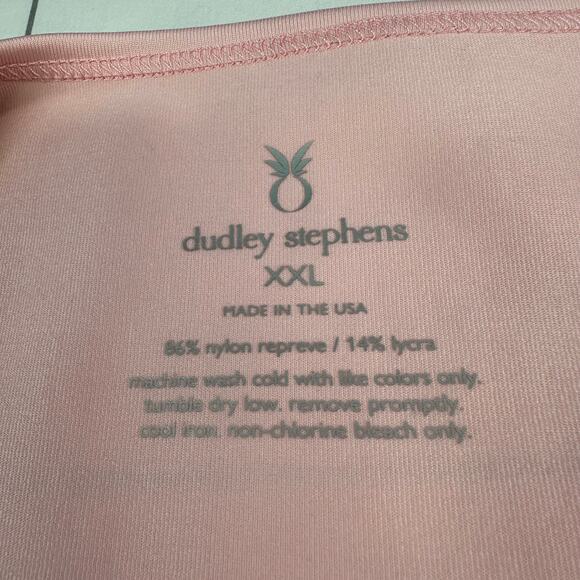 dudley stephens
XXL
MADE IN THE USA
86% nylon repreve / 14% lycra
machine wash cold with like colors only.
tumble dry low. remove promptly.
cool iron. non-chlorine bleach only.